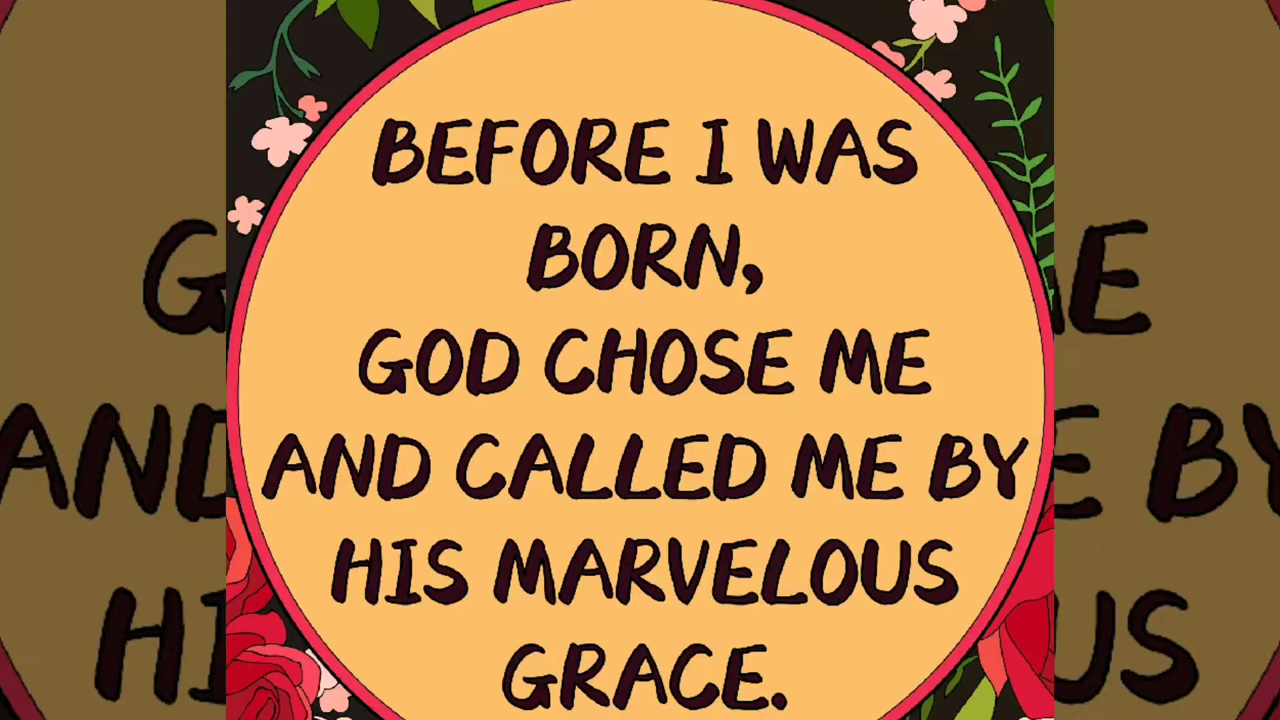 BEFORE I WAS
BORN,
GOD CHOSE ME
AND CALLED ME BY
HIS MARVELOUS
GRACE.